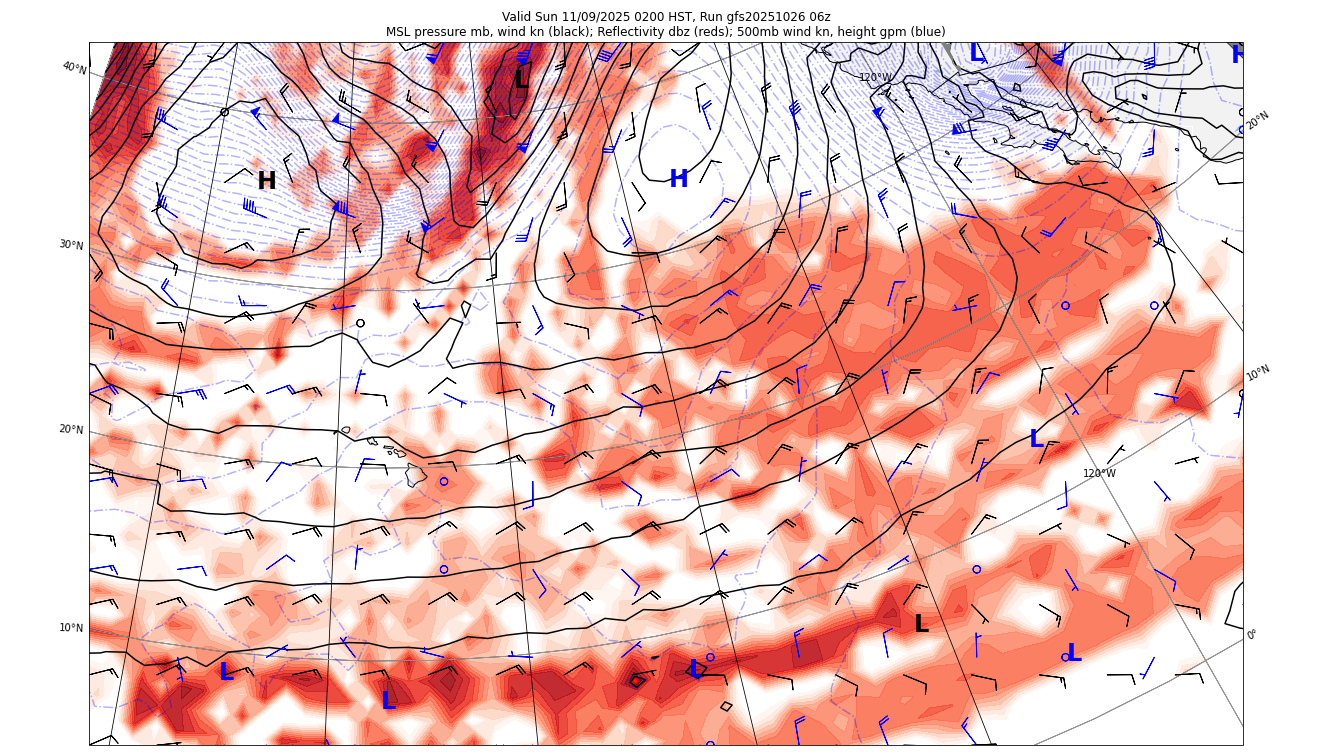 Valid Sun 11/09/2025 0200 HST, Run gfs20251026 06z
MSL pressure mb, wind kn (black); Reflectivity dbz (reds); 500mb wind kn, height gpm (blue)
L
H
40°N
120°W
L
20°N
H
H
30°N
10°N
20°N
L
120°W
10°N
L
0°
L
L
L
L